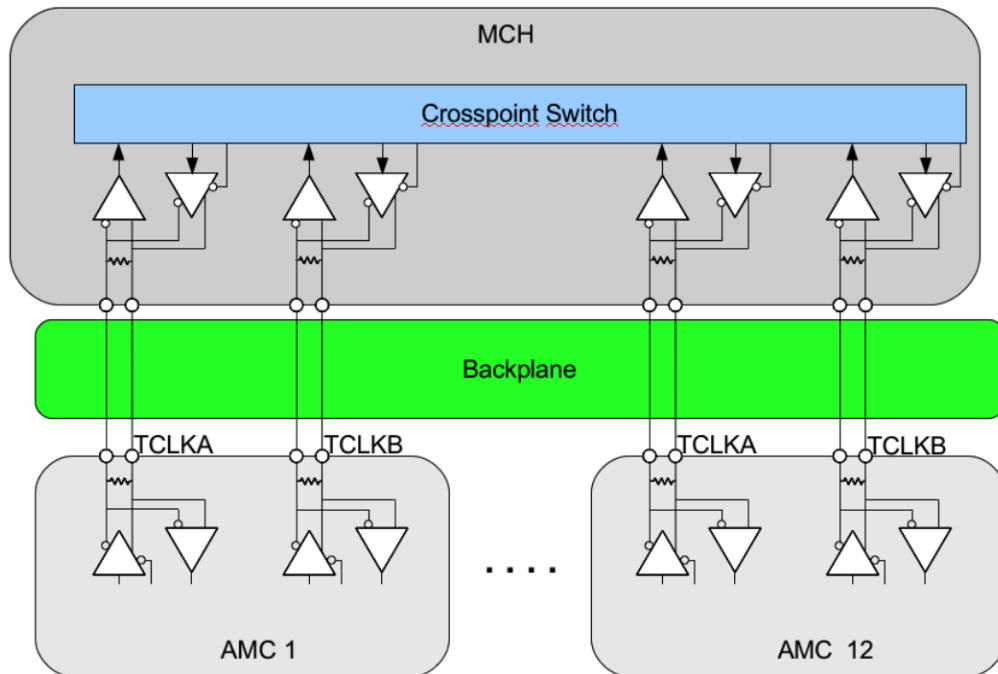 MCH
Crosspoint Switch
Backplane
TCLKA
TCLKB
TCLKA
TCLKB
. . . .
AMC 1
AMC 12